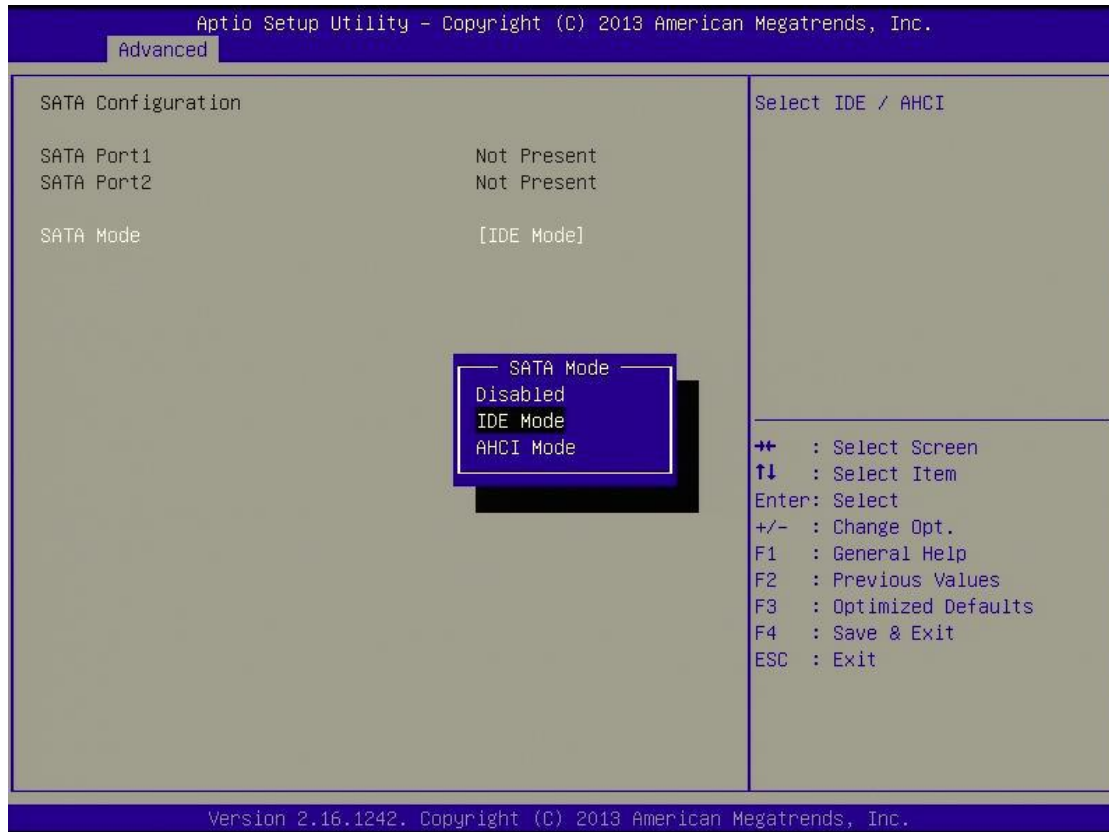 Aptio Setup Utility – Copyright (C) 2013 American Megatrends, Inc.
Advanced
SATA Configuration
SATA Port1 Not Present
SATA Port2 Not Present
SATA Mode [IDE Mode]
SATA Mode
Disabled
IDE Mode
AHCI Mode
Select IDE / AHCI
→← : Select Screen
↑↓ : Select Item
Enter: Select
+/- : Change Opt.
F1 : General Help
F2 : Previous Values
F3 : Optimized Defaults
F4 : Save & Exit
ESC : Exit
Version 2.16.1242. Copyright (C) 2013 American Megatrends, Inc.